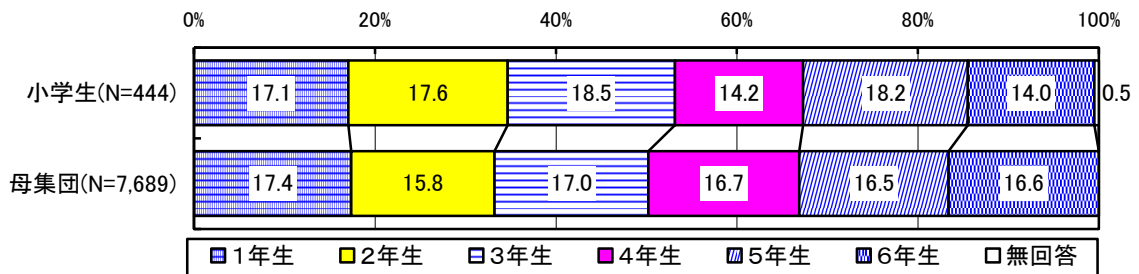 0% 20% 40% 60% 80% 100%
小学生(N=444) 17.1 17.6 18.5 14.2 18.2 14.0 0.5
母集団(N=7,689) 17.4 15.8 17.0 16.7 16.5 16.6
1年生 2年生 3年生 4年生 5年生 6年生 無回答